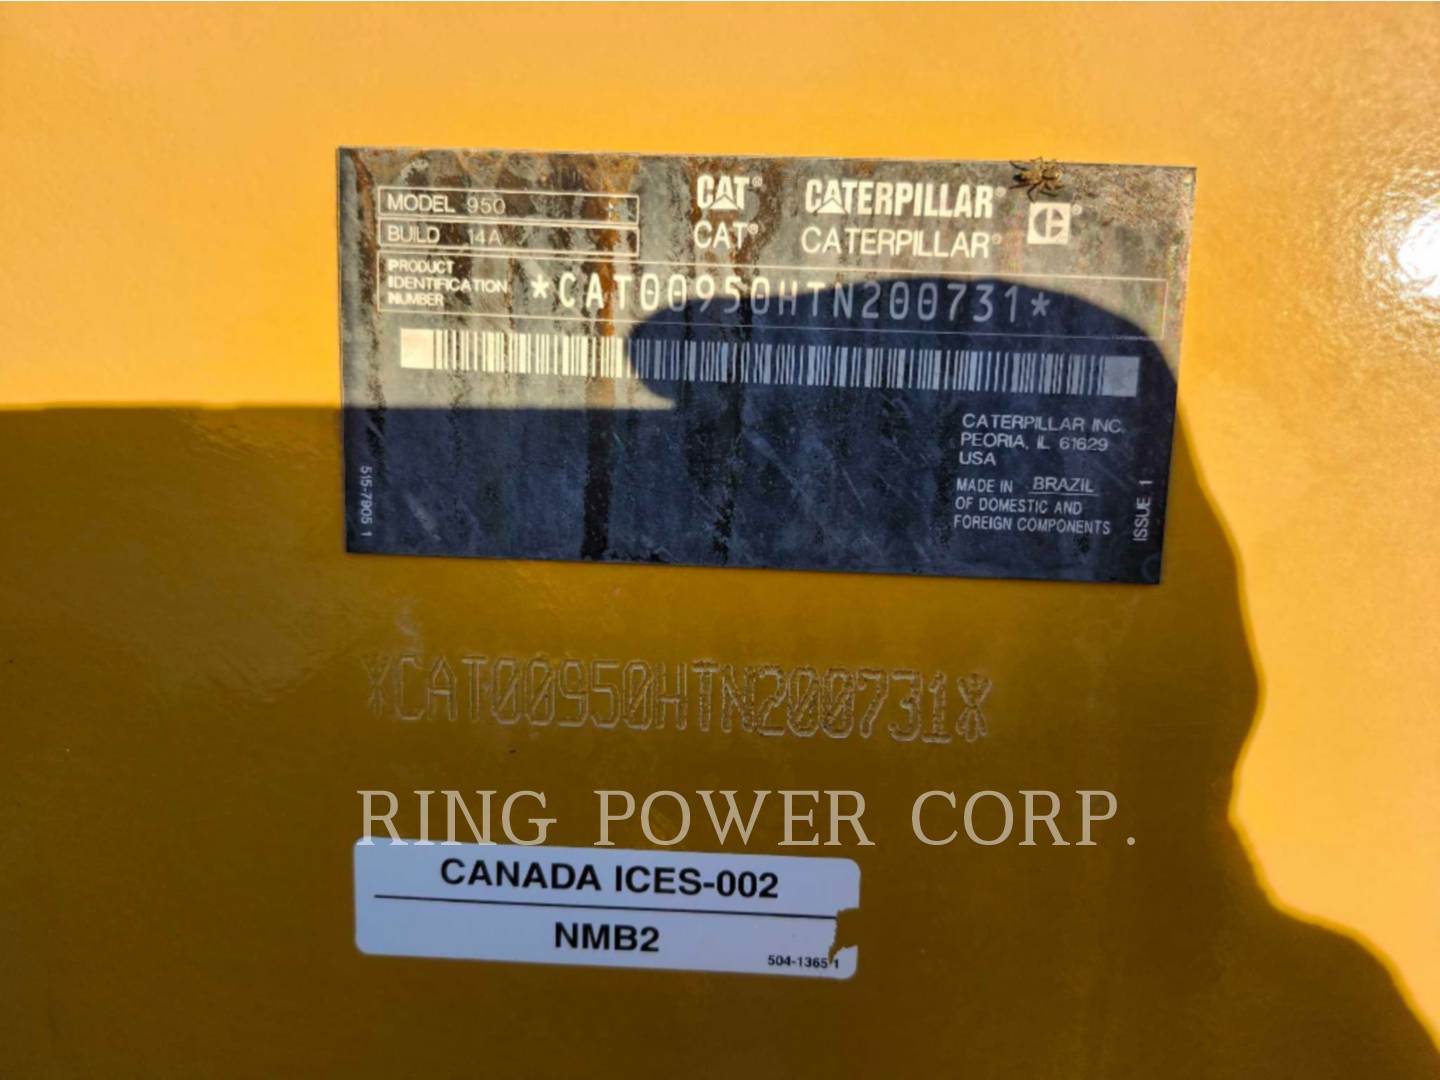 MODEL 950
BUILD 14A
CAT® CATERPILLAR®
CAT® CATERPILLAR® C®
PRODUCT
IDENTIFICATION
NUMBER
*CAT00950HTN200731*
CATERPILLAR INC.
PEORIA, IL 61629
USA
MADE IN BRAZIL
OF DOMESTIC AND
FOREIGN COMPONENTS
515-7905 1
ISSUE 1
*CAT00950HTN200731*
RING POWER CORP.
CANADA ICES-002
NMB2
504-1365 1